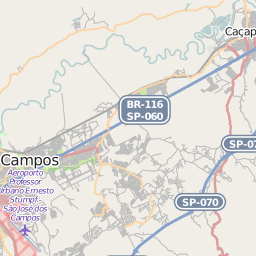 Caçap
BR-116
SP-060
SP-07
Campos
Aeroporto
Professor
Urbano Ernesto
Stumpf -
São José dos
Campos
SP-070